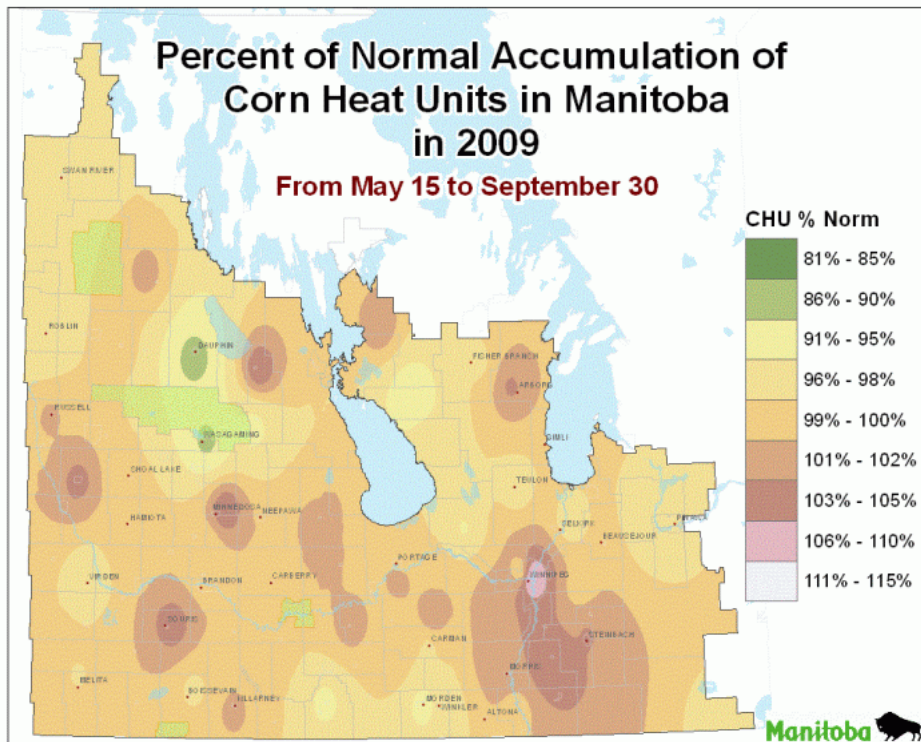 Percent of Normal Accumulation of
Corn Heat Units in Manitoba
in 2009
From May 15 to September 30
CHU % Norm
81% - 85%
86% - 90%
91% - 95%
96% - 98%
99% - 100%
101% - 102%
103% - 105%
106% - 110%
111% - 115%
SWAN RIVER
ROBLIN
DAUPHIN
FISHER BRANCH
ARBORG
RUSSELL
WASAGAMING
GIMLI
SHOAL LAKE
TEULON
HAMIOTA
MINNEDOSA
NEEPAWA
SELKIRK
PINAWA
BEAUSEJOUR
PORTAGE
VIRDEN
BRANDON
CARBERRY
WINNIPEG
SOURIS
CARMAN
STEINBACH
MORRIS
MELITA
BOISSEVAIN
KILLARNEY
MORDEN
WINKLER
ALTONA
Manitoba